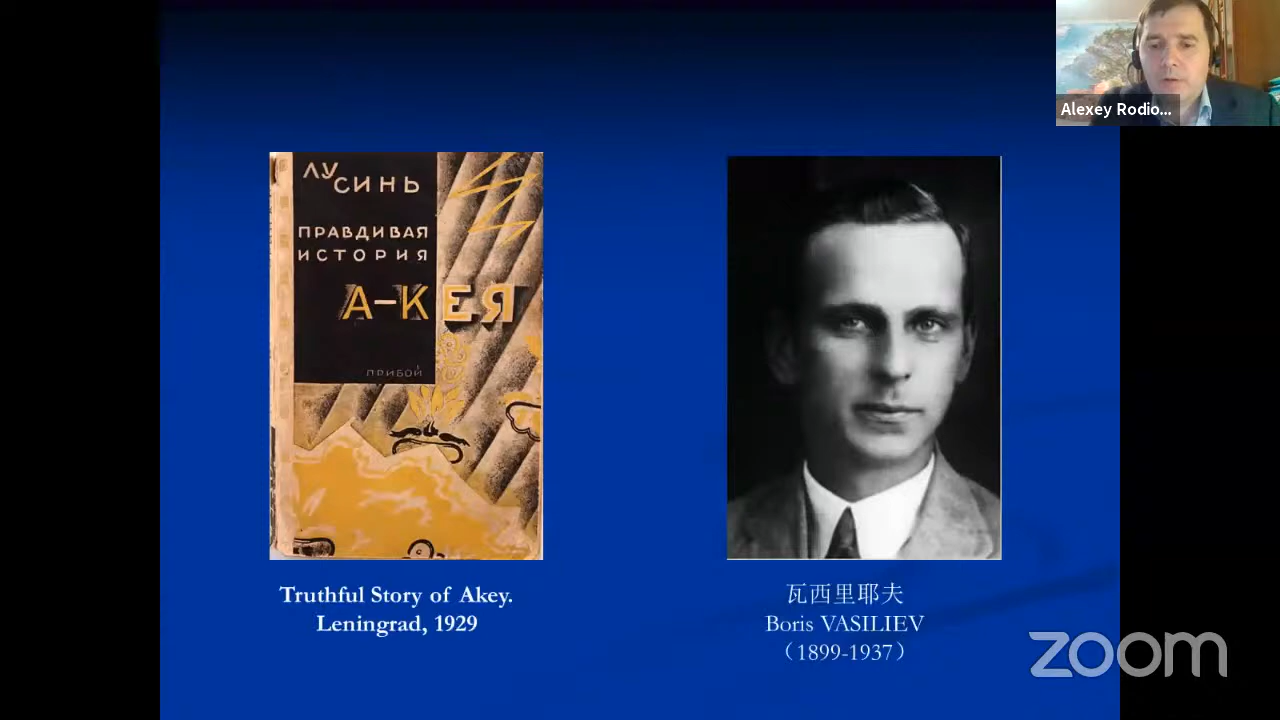 Alexey Rodio...
ЛУ
СИНЬ
ПРАВДИВАЯ
ИСТОРИЯ
А-КЕЯ
ПРИБОЙ
Truthful Story of Akey.
Leningrad, 1929
瓦西里耶夫
Boris VASILIEV
（1899-1937）
zoom